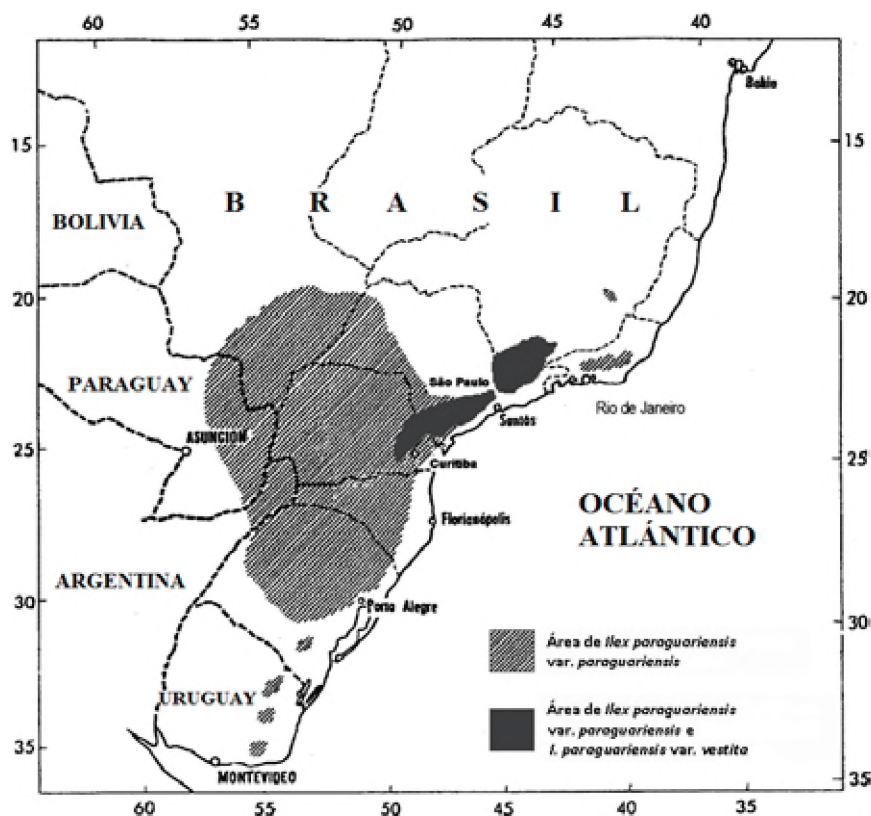 60 55 50 45 40
Bahia
15 15
B R A S I L
BOLIVIA
20 20
PARAGUAY
São Paulo
Santós
Rio de Janeiro
ASUNCION
25 25
Curitiba
OCÉANO
ATLÁNTICO
Florianópolis
ARGENTINA
30 30
Porto Alegre
Área de Ilex paraguariensis
var. paraguariensis
URUGUAY
Área de Ilex paraguariensis
var. paraguariensis e
I. paraguariensis var. vestita
35 35
MONTEVIDEO
60 55 50 45 40 35